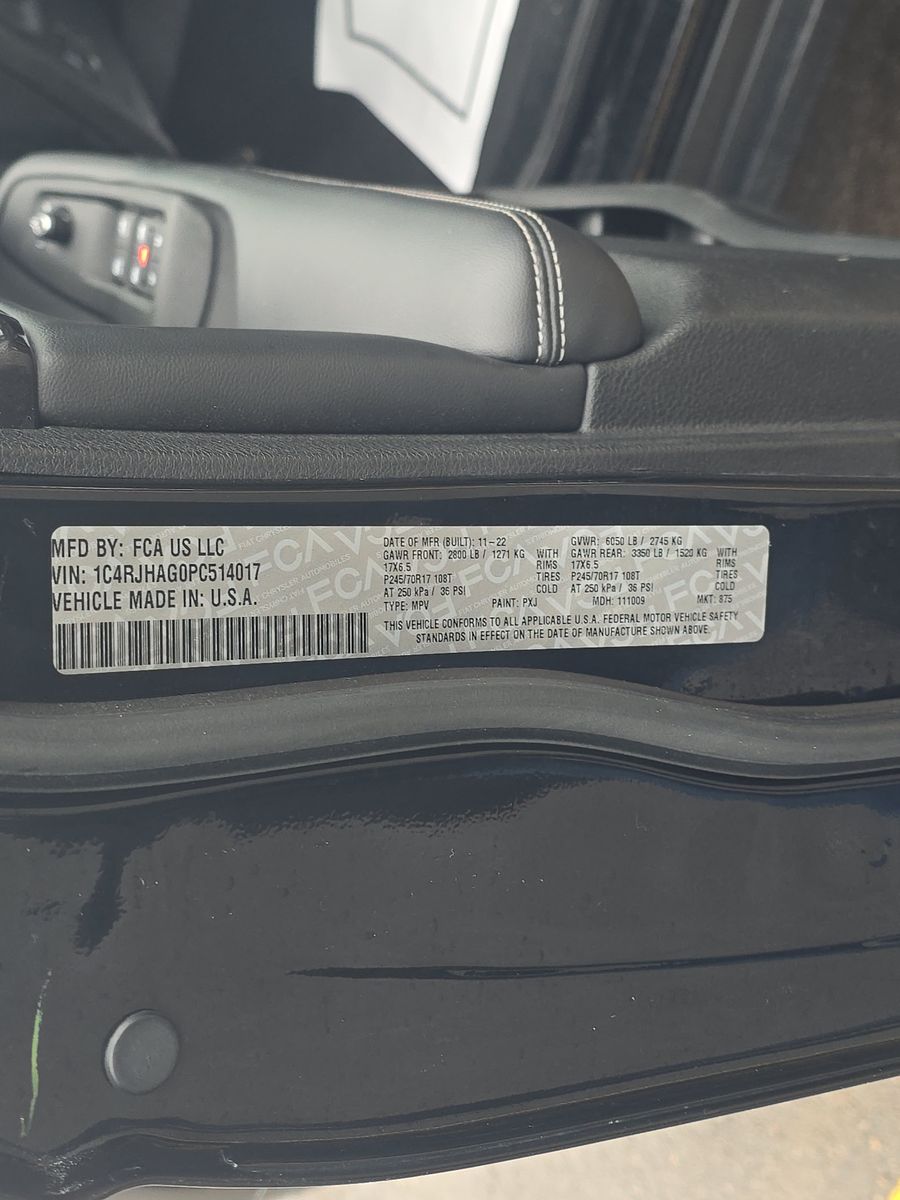 MFD BY: FCA US LLC
VIN: 1C4RJHAG0PC514017
VEHICLE MADE IN: U.S.A.
DATE OF MFR (BUILT): 11-22
GAWR FRONT: 2800 LB / 1271 KG WITH
17X6.5 RIMS
P245/70R17 108T TIRES
AT 250 kPa / 36 PSI COLD
TYPE: MPV PAINT: PXJ
GVWR: 6050 LB / 2745 KG
GAWR REAR: 3350 LB / 1520 KG WITH
17X6.5 RIMS
P245/70R17 108T TIRES
AT 250 kPa / 36 PSI COLD
MDH: 111009 MKT: 875
THIS VEHICLE CONFORMS TO ALL APPLICABLE U.S.A. FEDERAL MOTOR VEHICLE SAFETY
STANDARDS IN EFFECT ON THE DATE OF MANUFACTURE SHOWN ABOVE.